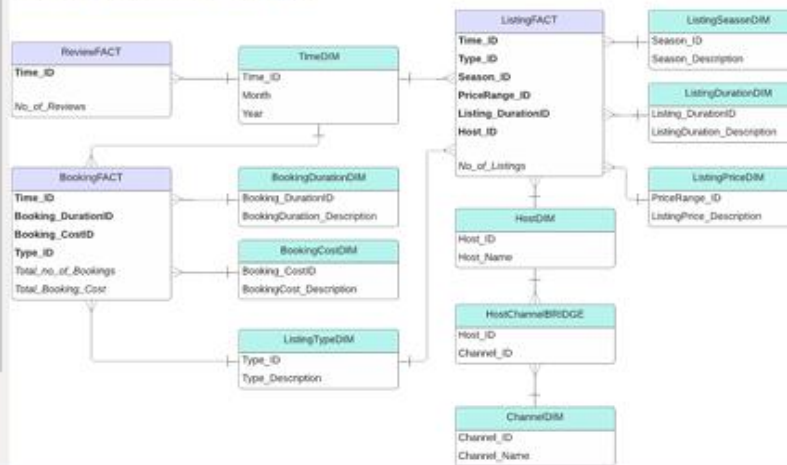 ReviewFACT
Time_ID
No_of_Reviews
TimeDIM
Time_ID
Month
Year
ListingFACT
Time_ID
Type_ID
Season_ID
PriceRange_ID
Listing_DurationID
Host_ID
No_of_Listings
ListingSeasonDIM
Season_ID
Season_Description
ListingDurationDIM
Listing_DurationID
ListingDuration_Description
ListingPriceDIM
PriceRange_ID
ListingPrice_Description
BookingFACT
Time_ID
Booking_DurationID
Booking_CostID
Type_ID
Total_no_of_Bookings
Total_Booking_Cost
BookingDurationDIM
Booking_DurationID
BookingDuration_Description
BookingCostDIM
Booking_CostID
BookingCost_Description
ListingTypeDIM
Type_ID
Type_Description
HostDIM
Host_ID
Host_Name
HostChannelBRIDGE
Host_ID
Channel_ID
ChannelDIM
Channel_ID
Channel_Name